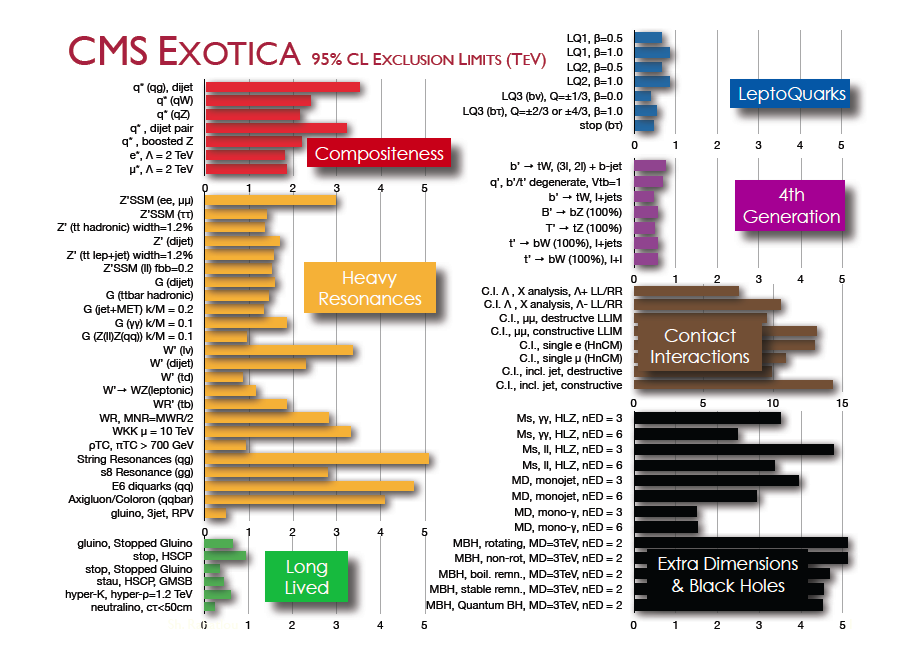 CMS EXOTICA 95% CL EXCLUSION LIMITS (TEV)
q* (qg), dijet
q* (qW)
q* (qZ)
q* , dijet pair
q* , boosted Z
e*, Λ = 2 TeV
μ*, Λ = 2 TeV
Compositeness
0 1 2 3 4 5
Z'SSM (ee, μμ)
Z'SSM (ττ)
Z' (tt hadronic) width=1.2%
Z' (dijet)
Z' (tt lep+jet) width=1.2%
Z'SSM (ll) fbb=0.2
G (dijet)
G (ttbar hadronic)
G (jet+MET) k/M = 0.2
G (γγ) k/M = 0.1
G (Z(ll)Z(qq)) k/M = 0.1
W' (lν)
W' (dijet)
W' (td)
W'→ WZ(leptonic)
WR' (tb)
WR, MNR=MWR/2
WKK μ = 10 TeV
ρTC, πTC > 700 GeV
String Resonances (qg)
s8 Resonance (gg)
E6 diquarks (qq)
Axigluon/Coloron (qqbar)
gluino, 3jet, RPV
Heavy
Resonances
0 1 2 3 4 5
gluino, Stopped Gluino
stop, HSCP
stop, Stopped Gluino
stau, HSCP, GMSB
hyper-K, hyper-ρ=1.2 TeV
neutralino, cτ<50cm
Long
Lived
0 1 2 3 4 5
LQ1, β=0.5
LQ1, β=1.0
LQ2, β=0.5
LQ2, β=1.0
LQ3 (bν), Q=±1/3, β=0.0
LQ3 (bτ), Q=±2/3 or ±4/3, β=1.0
stop (bτ)
LeptoQuarks
0 1 2 3 4 5
b' → tW, (3l, 2l) + b-jet
q', b'/t' degenerate, Vtb=1
b' → tW, l+jets
B' → bZ (100%)
T' → tZ (100%)
t' → bW (100%), l+jets
t' → bW (100%), l+l
4th
Generation
0 1 2 3 4 5
C.I. Λ , X analysis, Λ+ LL/RR
C.I. Λ , X analysis, Λ- LL/RR
C.I., μμ, destructve LLIM
C.I., μμ, constructive LLIM
C.I., single e (HnCM)
C.I., single μ (HnCM)
C.I., incl. jet, destructive
C.I., incl. jet, constructive
Contact
Interactions
0 5 10 15
Ms, γγ, HLZ, nED = 3
Ms, γγ, HLZ, nED = 6
Ms, ll, HLZ, nED = 3
Ms, ll, HLZ, nED = 6
MD, monojet, nED = 3
MD, monojet, nED = 6
MD, mono-γ, nED = 3
MD, mono-γ, nED = 6
MBH, rotating, MD=3TeV, nED = 2
MBH, non-rot, MD=3TeV, nED = 2
MBH, boil. remn., MD=3TeV, nED = 2
MBH, stable remn., MD=3TeV, nED = 2
MBH, Quantum BH, MD=3TeV, nED = 2
Extra Dimensions
& Black Holes
0 1 2 3 4 5